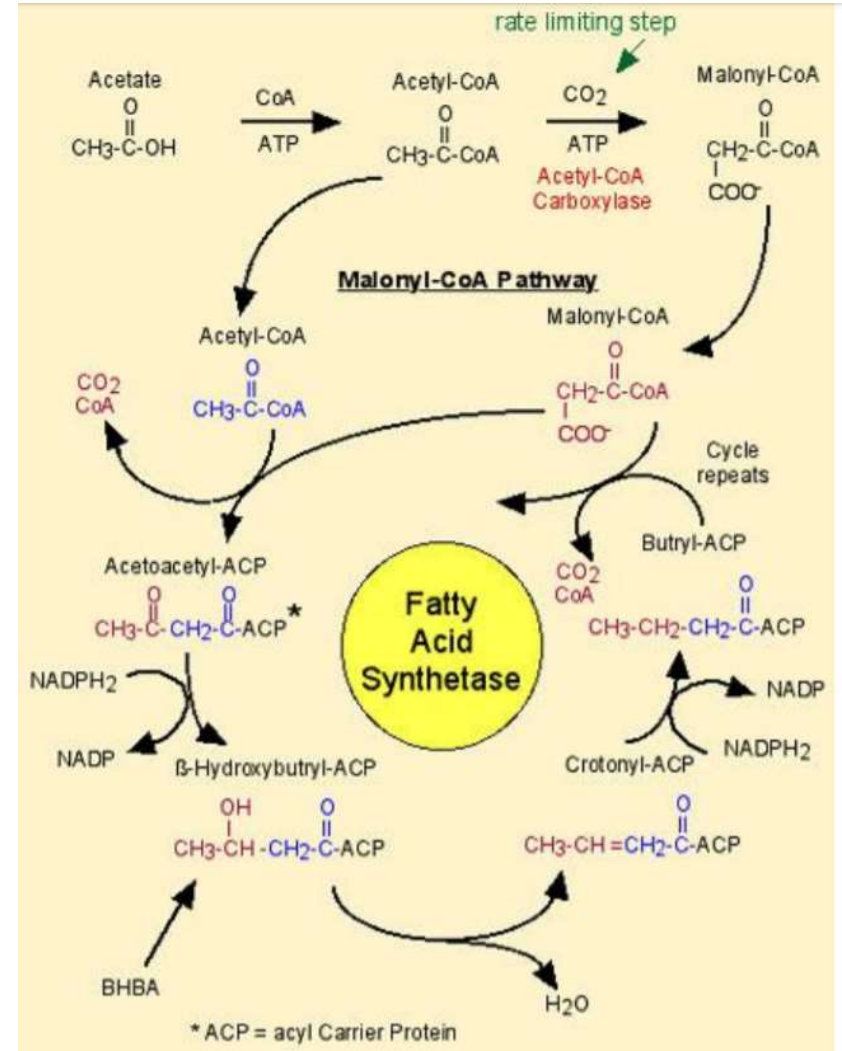 rate limiting step
Acetate
O
CH3-C-OH
CoA
ATP
Acetyl-CoA
O
CH3-C-CoA
CO2
ATP
Acetyl-CoA
Carboxylase
Malonyl-CoA
O
CH2-C-CoA
COO-
Malonyl-CoA Pathway
Acetyl-CoA
O
CH3-C-CoA
CO2
CoA
Malonyl-CoA
O
CH2-C-CoA
COO-
Cycle
repeats
Butryl-ACP
CO2
CoA
O
CH3-CH2-CH2-C-ACP
Acetoacetyl-ACP
O O
CH3-C-CH2-C-ACP*
Fatty
Acid
Synthetase
NADPH2
NADP
NADP
NADPH2
ß-Hydroxybutryl-ACP
OH O
CH3-CH-CH2-C-ACP
Crotonyl-ACP
O
CH3-CH=CH2-C-ACP
BHBA
H2O
* ACP = acyl Carrier Protein